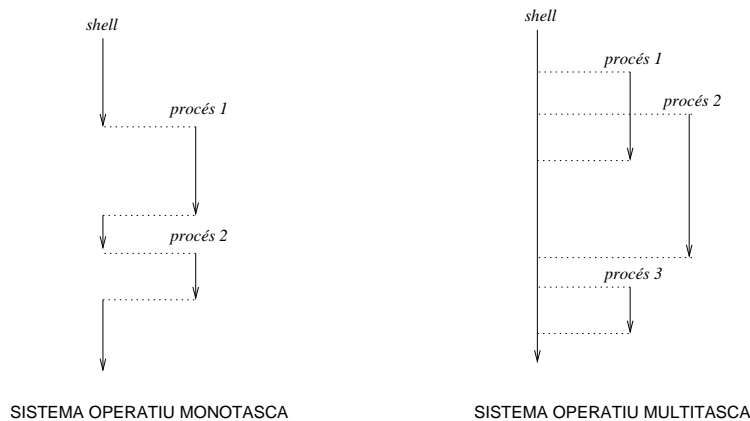 shell
procés 1
procés 2
SISTEMA OPERATIU MONOTASCA
shell
procés 1
procés 2
procés 3
SISTEMA OPERATIU MULTITASCA